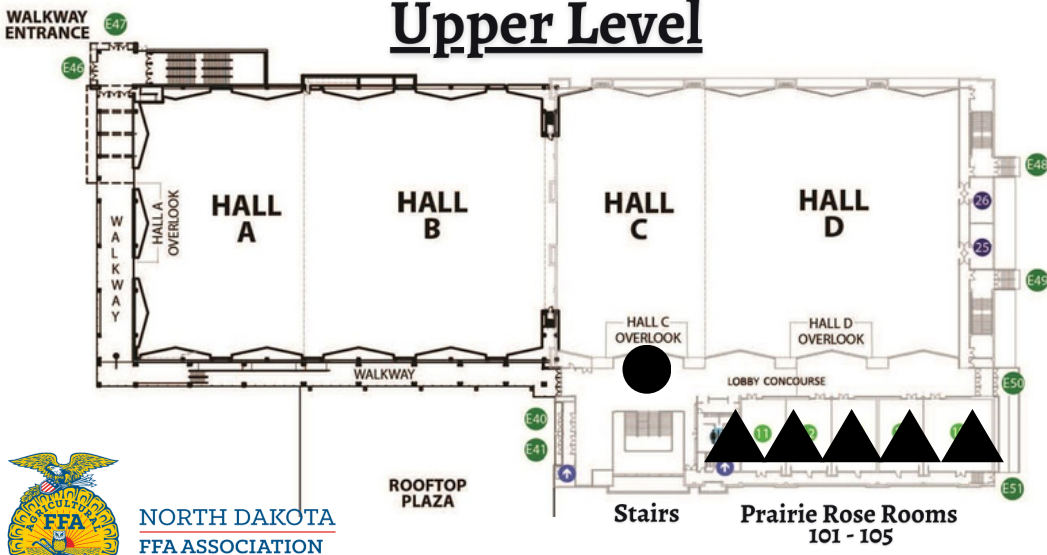 Upper Level
WALKWAY
ENTRANCE
E47
E46
HALL
A
HALL
B
HALL
C
HALL
D
E48
26
25
E49
WALKWAY
HALL A
OVERLOOK
HALL C
OVERLOOK
HALL D
OVERLOOK
WALKWAY
LOBBY CONCOURSE
E50
E40
E41
11
E51
ROOFTOP
PLAZA
Stairs
Prairie Rose Rooms
101 - 105
AGRICULTURAL
FFA
NORTH DAKOTA
FFA ASSOCIATION